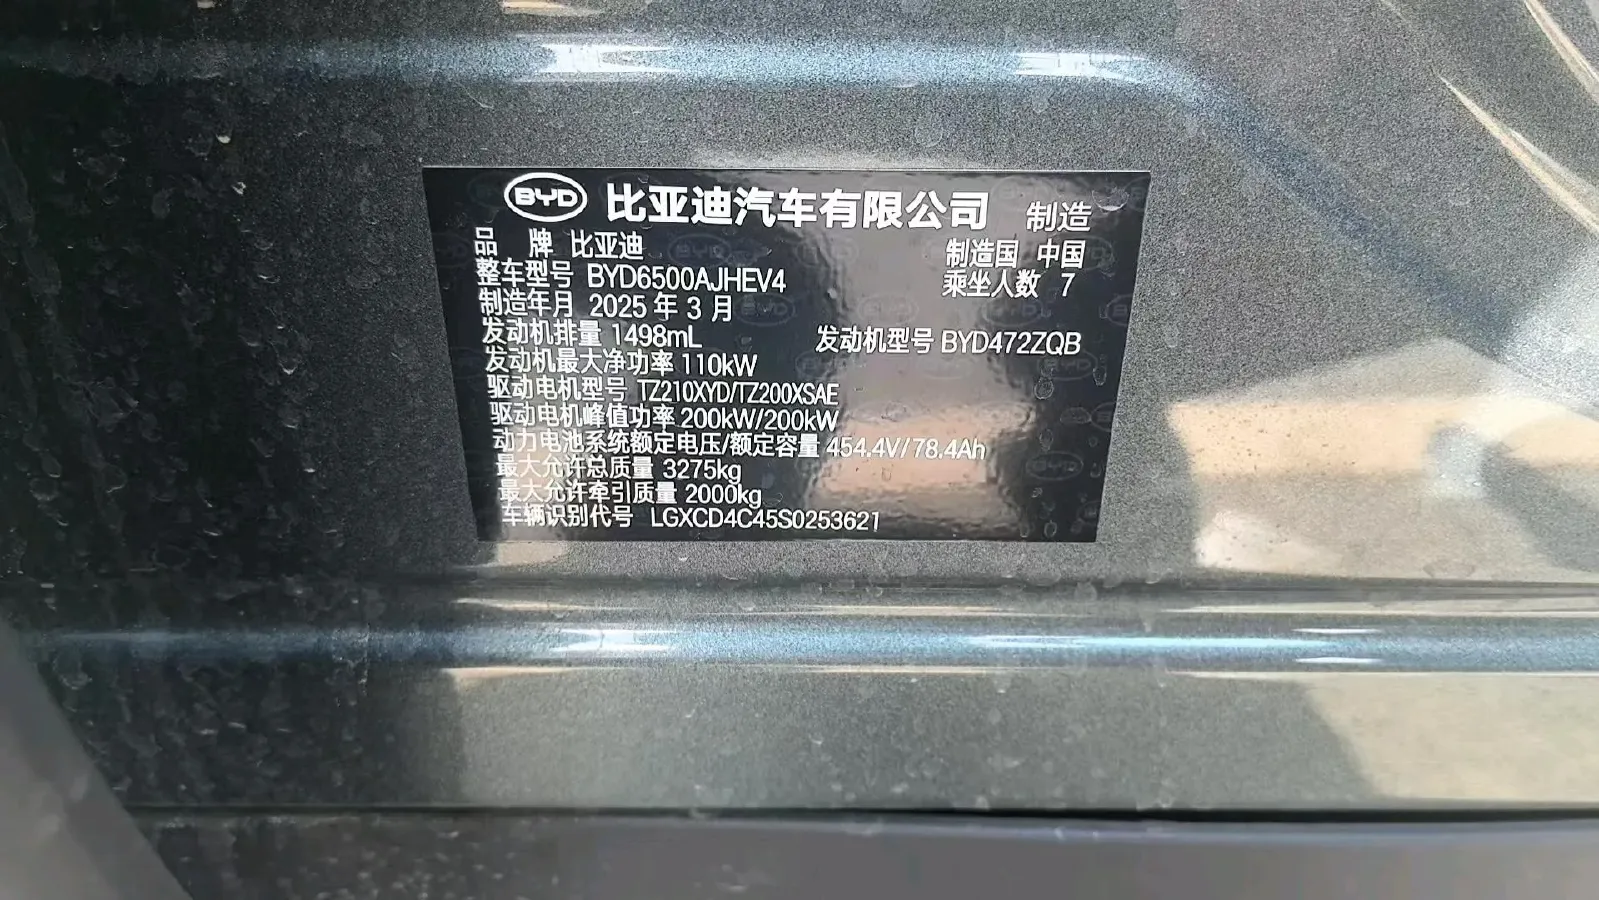 BYD 比亚迪汽车有限公司 制造
品 牌 比亚迪 制造国 中国
整车型号 BYD6500AJHEV4 乘坐人数 7
制造年月 2025 年 3 月
发动机排量 1498mL 发动机型号 BYD472ZQB
发动机最大净功率 110kW
驱动电机型号 TZ210XYD/TZ200XSAE
驱动电机峰值功率 200kW/200kW
动力电池系统额定电压/额定容量 454.4V/78.4Ah
最大允许总质量 3275kg
最大允许牵引质量 2000kg
车辆识别代号 LGXCD4C45S0253621